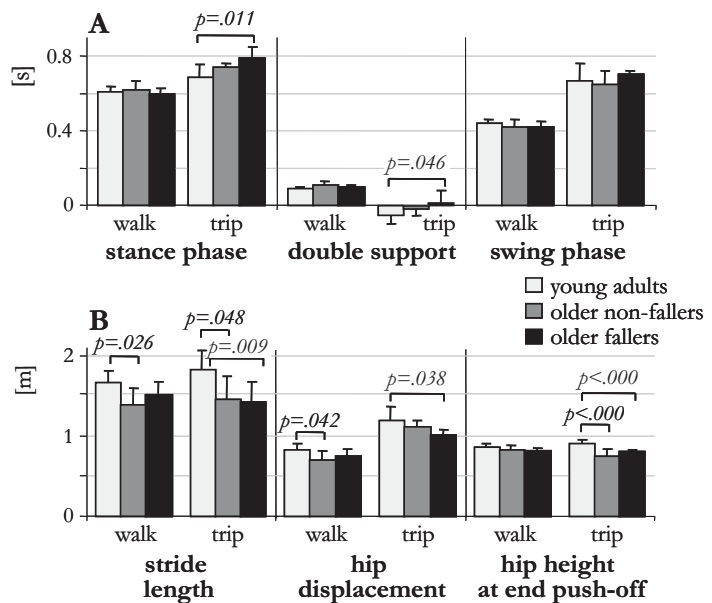 A
p=.011
0.8
[s]
0.4
p=.046
0
walk trip walk trip walk trip
stance phase double support swing phase
young adults
older non-fallers
older fallers
B
p=.048
p=.026
p=.009
2
[m]
p=.038
p<.000
p=.042
p<.000
1
0
walk trip walk trip walk trip
stride hip hip height
length displacement at end push-off